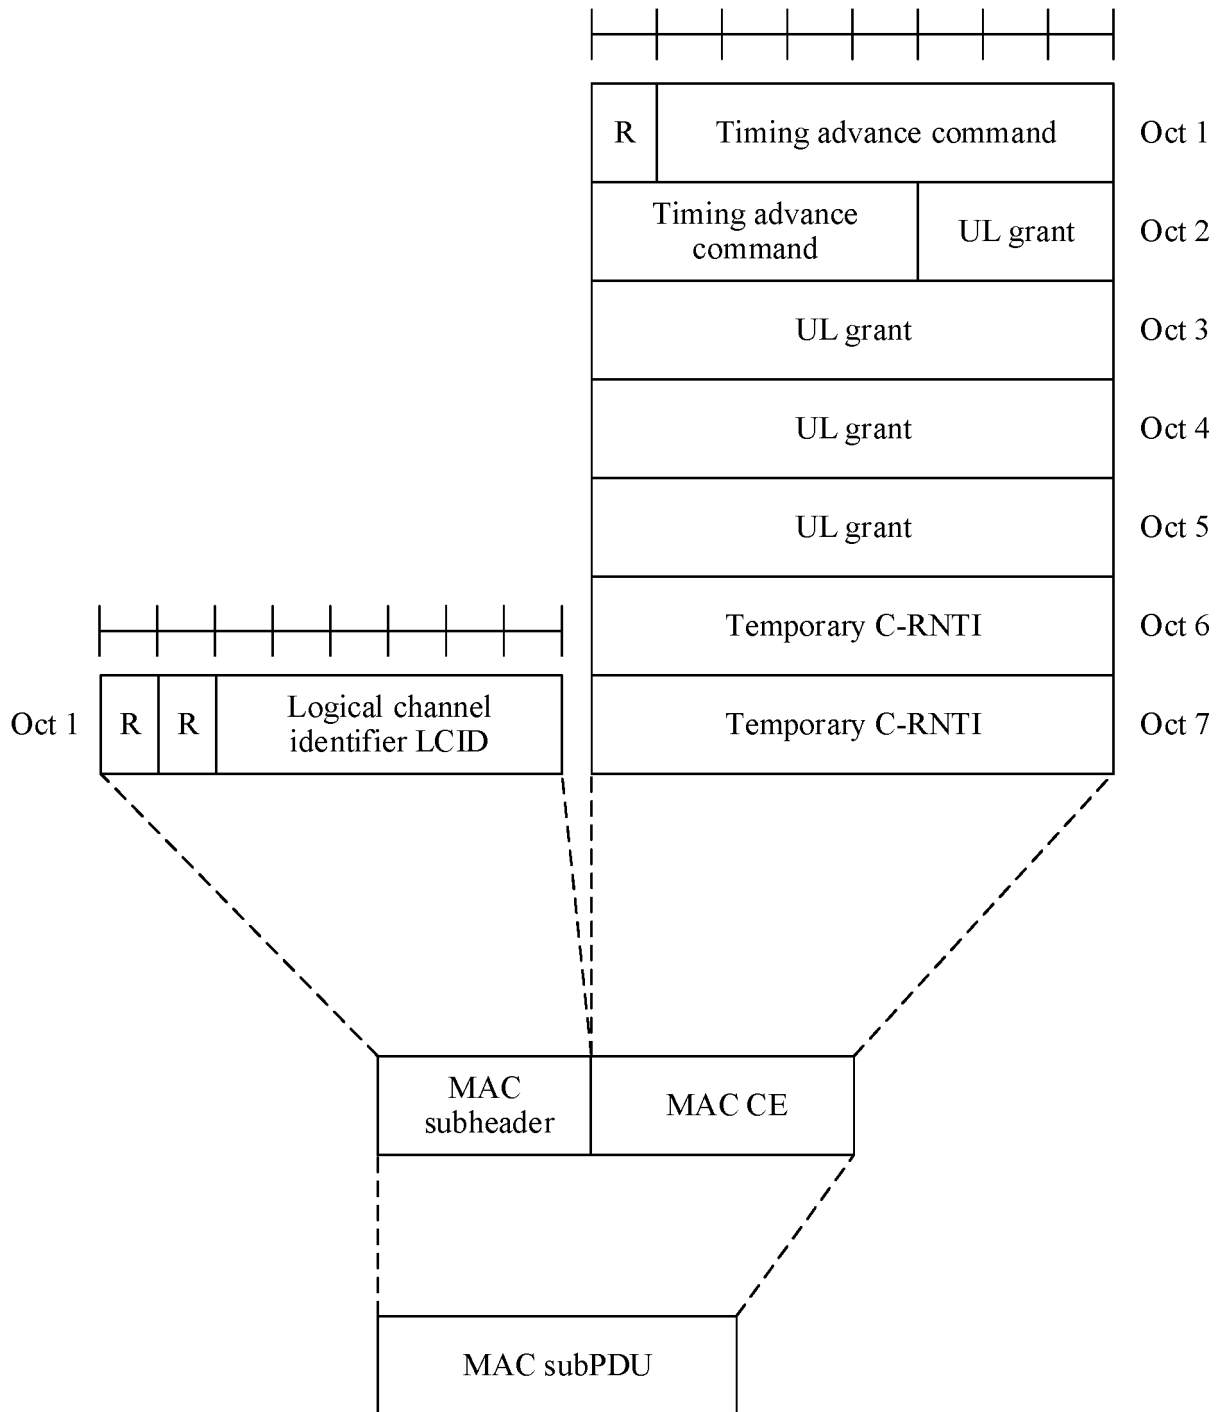 R
Timing advance command
Oct 1
Timing advance
command
UL grant
Oct 2
UL grant
Oct 3
UL grant
Oct 4
UL grant
Oct 5
Temporary C-RNTI
Oct 6
Oct 1
R
R
Logical channel
identifier LCID
Temporary C-RNTI
Oct 7
MAC
subheader
MAC CE
MAC subPDU